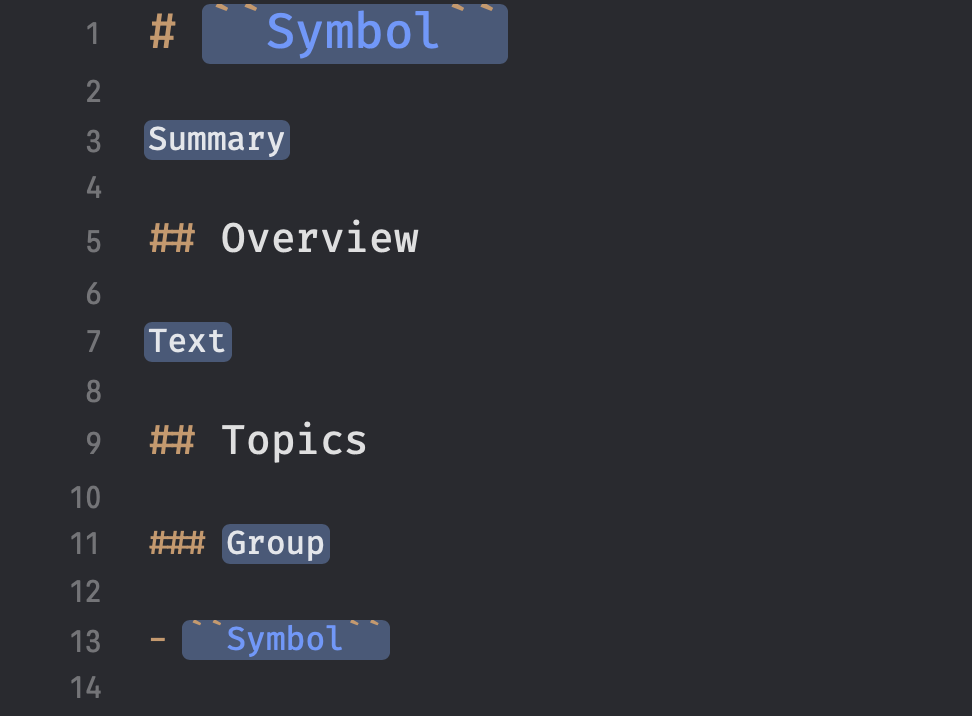 1 # ``Symbol``
2
3 Summary
4
5 ## Overview
6
7 Text
8
9 ## Topics
10
11 ### Group
12
13 - ``Symbol``
14